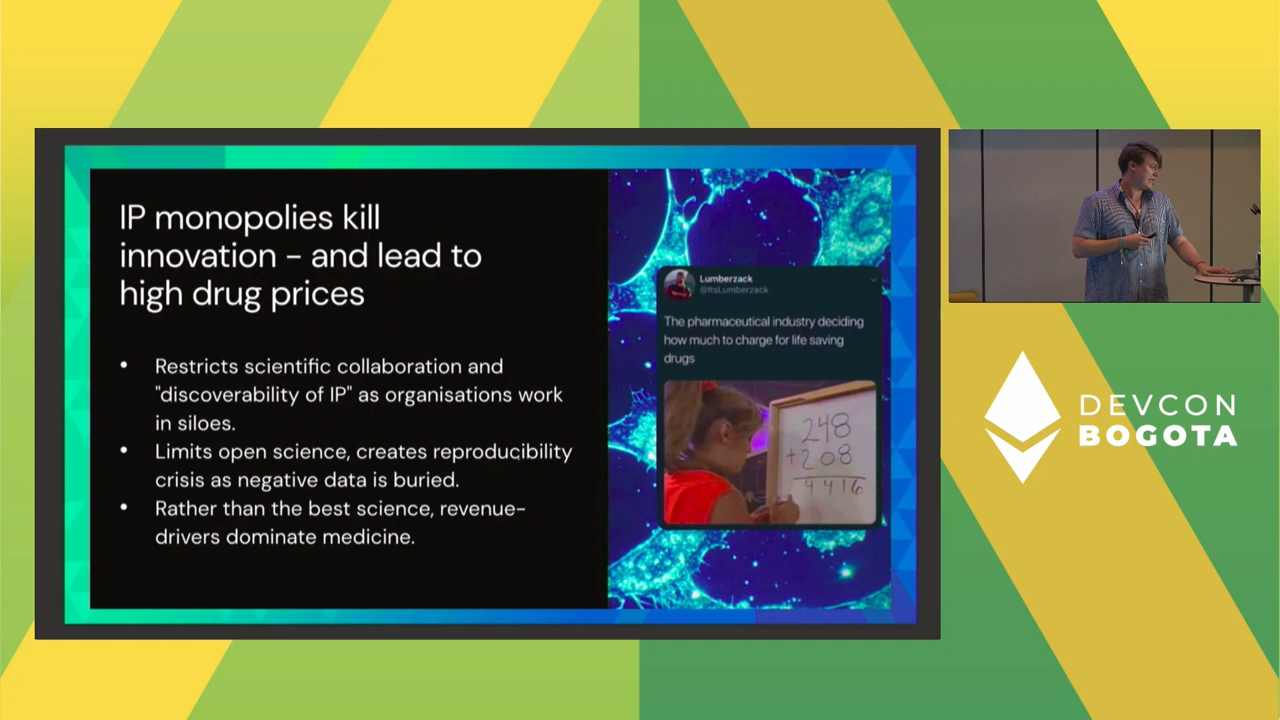 IP monopolies kill
innovation – and lead to
high drug prices
• Restricts scientific collaboration and
"discoverability of IP" as organisations work
in siloes.
• Limits open science, creates reproducibility
crisis as negative data is buried.
• Rather than the best science, revenue-
drivers dominate medicine.
Lumberzack
@ItsLumberzack
The pharmaceutical industry deciding
how much to charge for life saving
drugs
248
+208
4416
DEVCON
BOGOTA